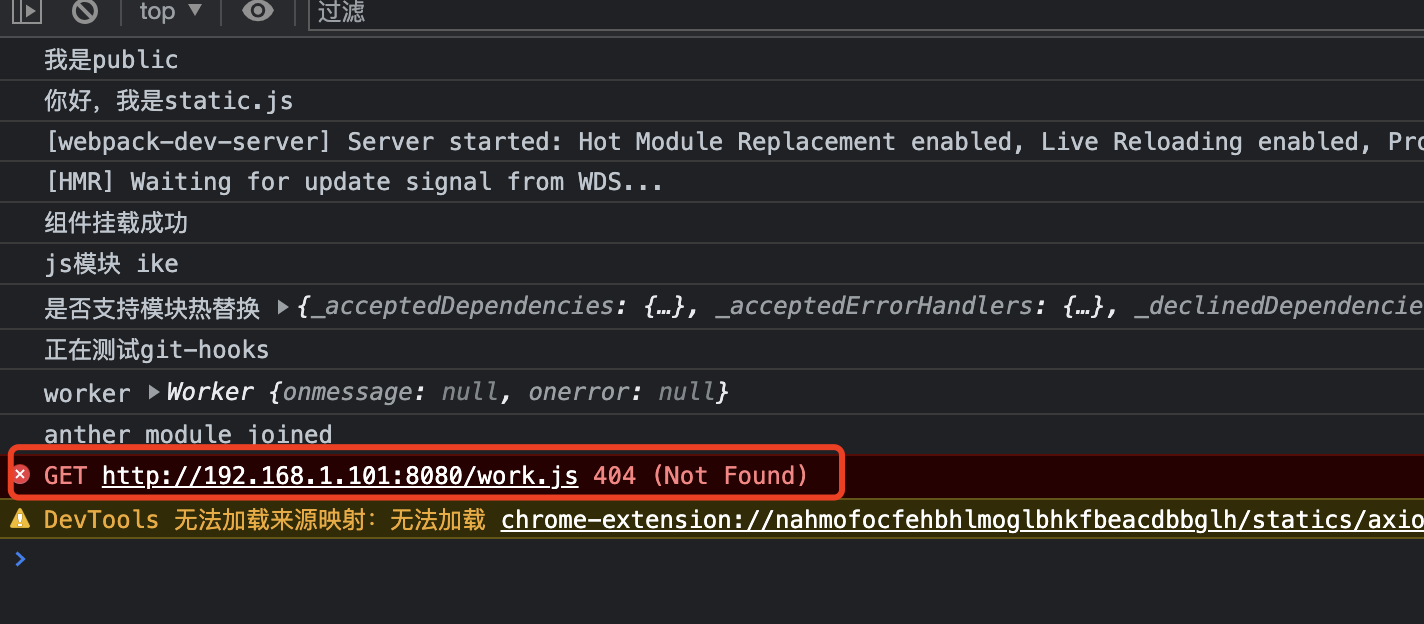 top
过滤
我是public
你好，我是static.js
[webpack-dev-server] Server started: Hot Module Replacement enabled, Live Reloading enabled, Pro
[HMR] Waiting for update signal from WDS...
组件挂载成功
js模块 ike
是否支持模块热替换 {_acceptedDependencies: {…}, _acceptedErrorHandlers: {…}, _declinedDependencie
正在测试git-hooks
worker Worker {onmessage: null, onerror: null}
anther module joined
GET http://192.168.1.101:8080/work.js 404 (Not Found)
DevTools 无法加载来源映射：无法加载 chrome-extension://nahmofocfehbhlmoglbhkfbeacdbbglh/statics/axio